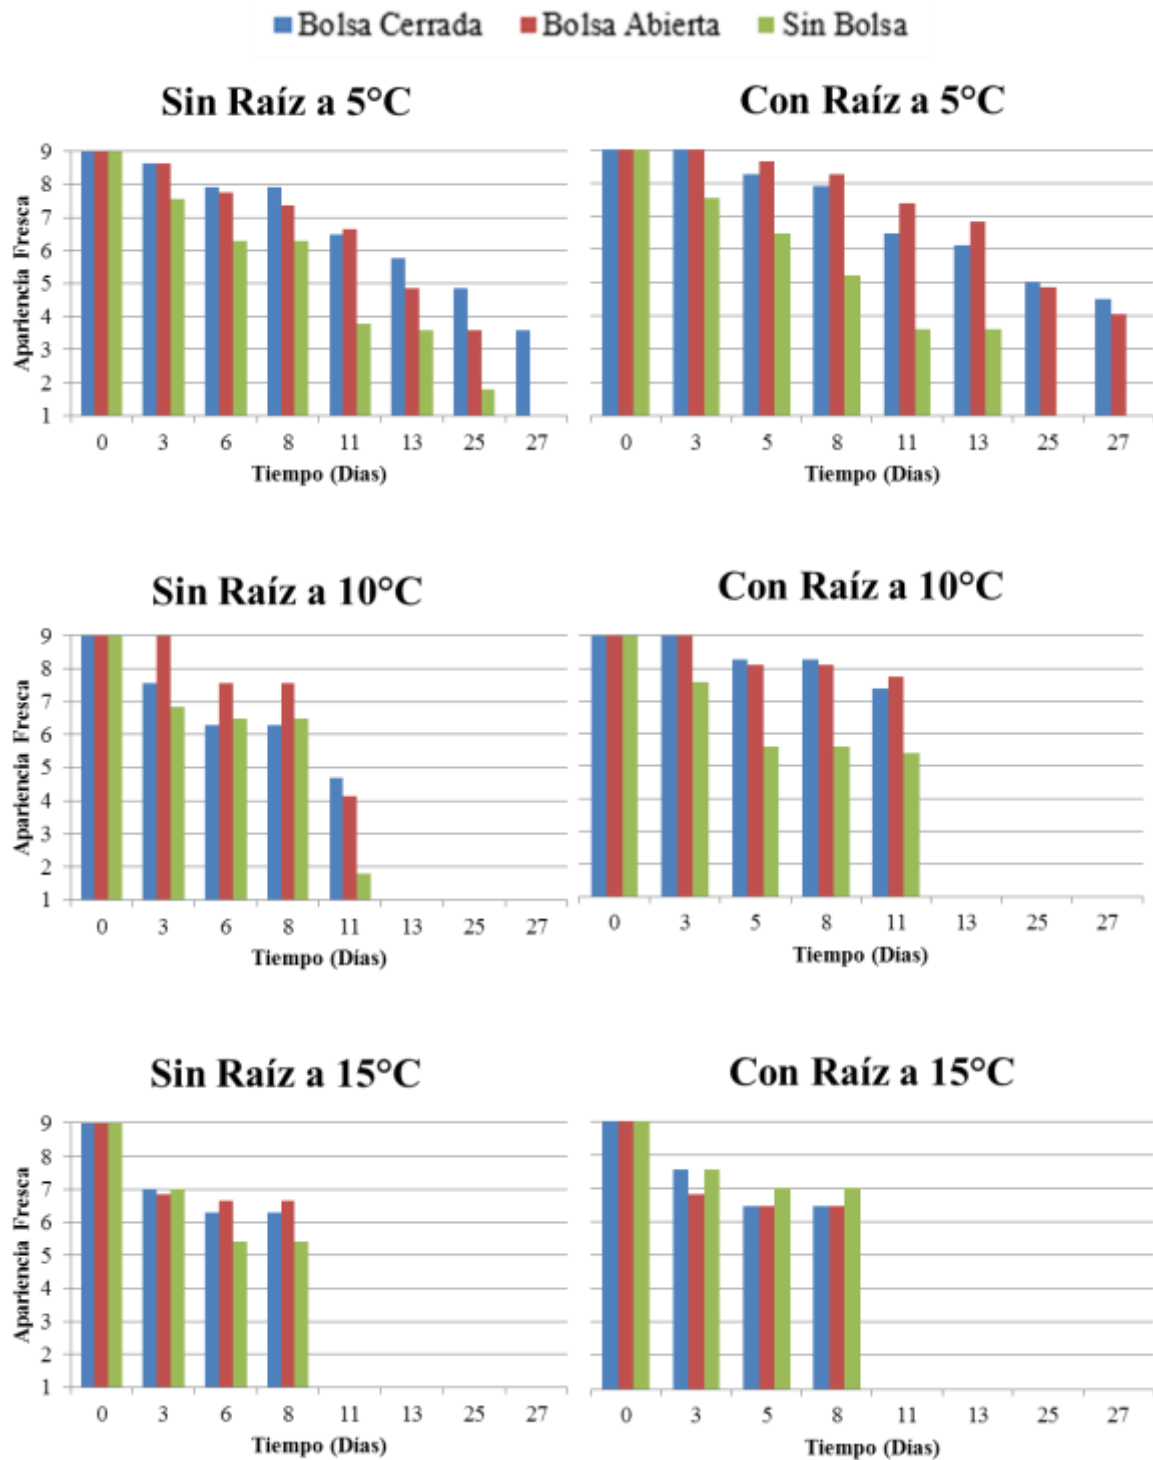 Bolsa Cerrada Bolsa Abierta Sin Bolsa
Sin Raíz a 5°C
Apariencia Fresca
9
8
7
6
5
4
3
2
1
0 3 6 8 11 13 25 27
Tiempo (Días)
Con Raíz a 5°C
0 3 5 8 11 13 25 27
Tiempo (Días)
Sin Raíz a 10°C
Apariencia Fresca
9
8
7
6
5
4
3
2
1
0 3 6 8 11 13 25 27
Tiempo (Días)
Con Raíz a 10°C
0 3 5 8 11 13 25 27
Tiempo (Días)
Sin Raíz a 15°C
Apariencia Fresca
9
8
7
6
5
4
3
2
1
0 3 6 8 11 13 25 27
Tiempo (Días)
Con Raíz a 15°C
0 3 5 8 11 13 25 27
Tiempo (Días)